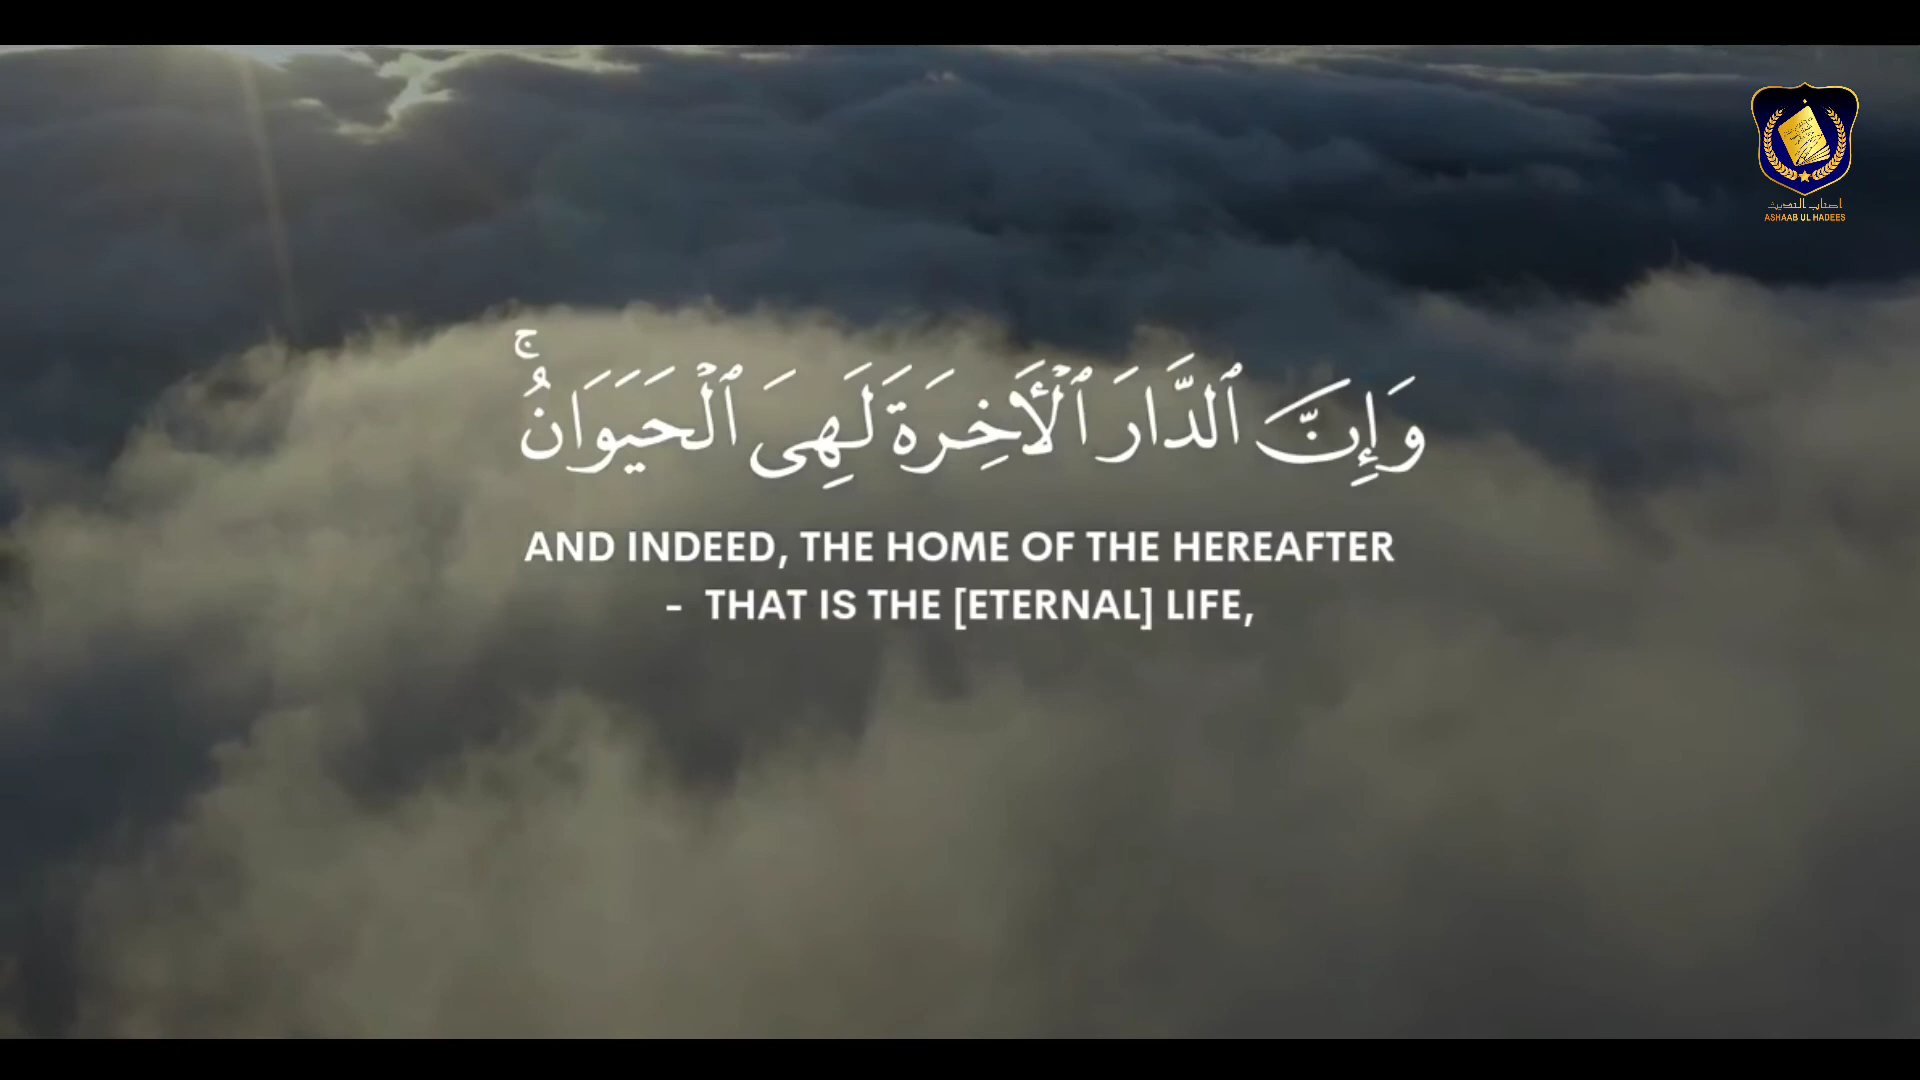 وَإِنَّ ٱلدَّارَ ٱلْـَٔاخِرَةَ لَهِىَ ٱلْحَيَوَانُ ۚ
AND INDEED, THE HOME OF THE HEREAFTER
- THAT IS THE [ETERNAL] LIFE,
ASHAAB UL HADEES